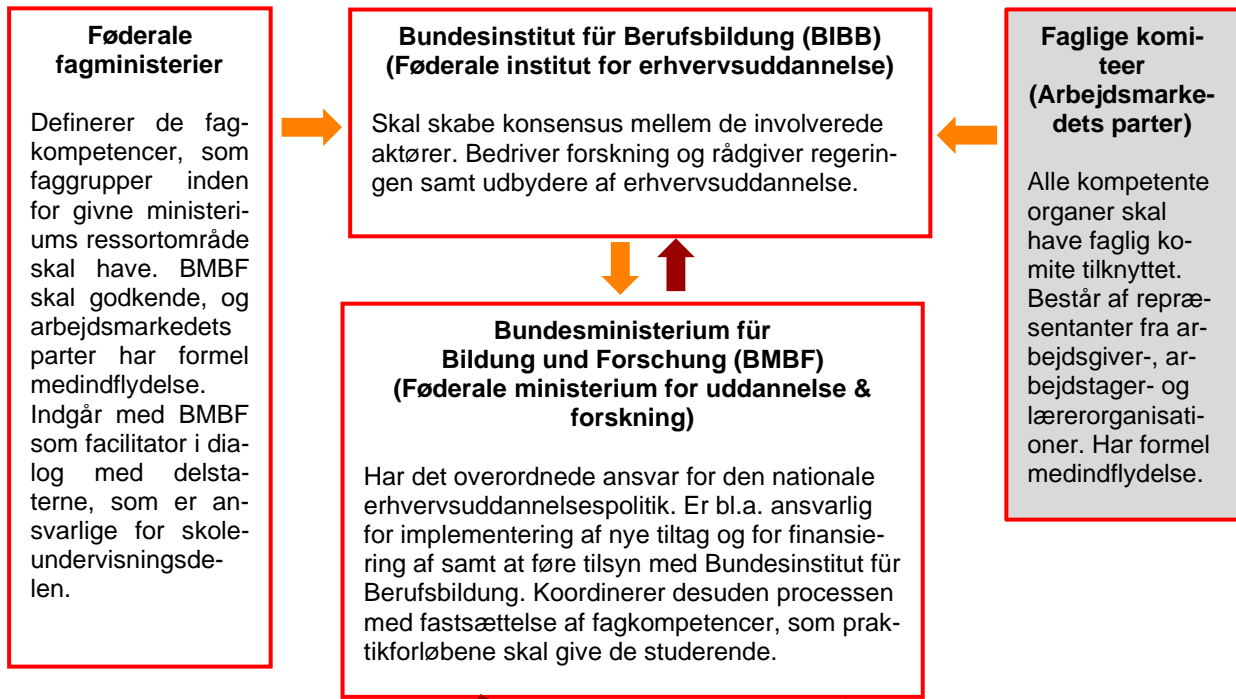 Føderale
fagministerier
Definerer de fag-
kompetencer, som
faggrupper inden
for givne ministeri-
ums ressortområde
skal have. BMBF
skal godkende, og
arbejdsmarkedets
parter har formel
medindflydelse.
Indgår med BMBF
som facilitator i dia-
log med delsta-
terne, som er an-
svarlige for skole-
undervisningsde-
len.
Bundesinstitut für Berufsbildung (BIBB)
(Føderale institut for erhvervsuddannelse)
Skal skabe konsensus mellem de involverede
aktører. Bedriver forskning og rådgiver regerin-
gen samt udbydere af erhvervsuddannelse.
Bundesministerium für
Bildung und Forschung (BMBF)
(Føderale ministerium for uddannelse &
forskning)
Har det overordnede ansvar for den nationale
erhvervsuddannelsespolitik. Er bl.a. ansvarlig
for implementering af nye tiltag og for finansie-
ring af samt at føre tilsyn med Bundesinstitut für
Berufsbildung. Koordinerer desuden processen
med fastsættelse af fagkompetencer, som prak-
tikforløbene skal give de studerende.
Faglige komi-
teer
(Arbejdsmarke-
dets parter)
Alle kompetente
organer skal
have faglig ko-
mite tilknyttet.
Består af repræ-
sentanter fra ar-
bejdsgiver-, ar-
bejdstager- og
lærerorganisati-
oner. Har formel
medindflydelse.